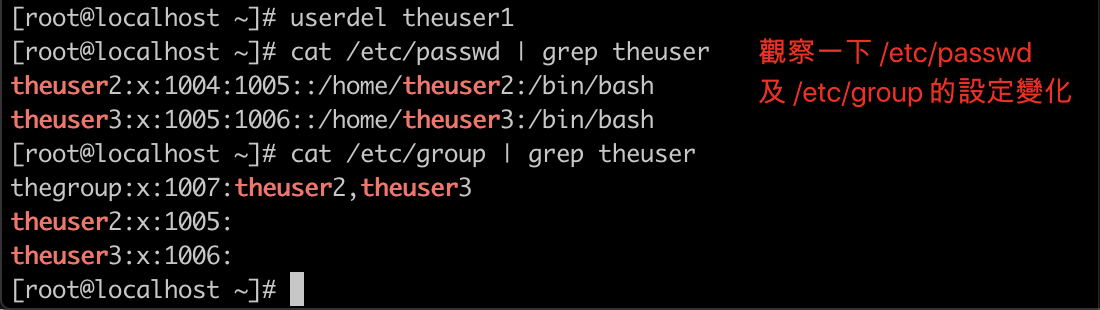 [root@localhost ~]# userdel theuser1
[root@localhost ~]# cat /etc/passwd | grep theuser
觀察一下 /etc/passwd
theuser2:x:1004:1005::/home/theuser2:/bin/bash
及 /etc/group 的設定變化
theuser3:x:1005:1006::/home/theuser3:/bin/bash
[root@localhost ~]# cat /etc/group | grep theuser
thegroup:x:1007:theuser2,theuser3
theuser2:x:1005:
theuser3:x:1006:
[root@localhost ~]#